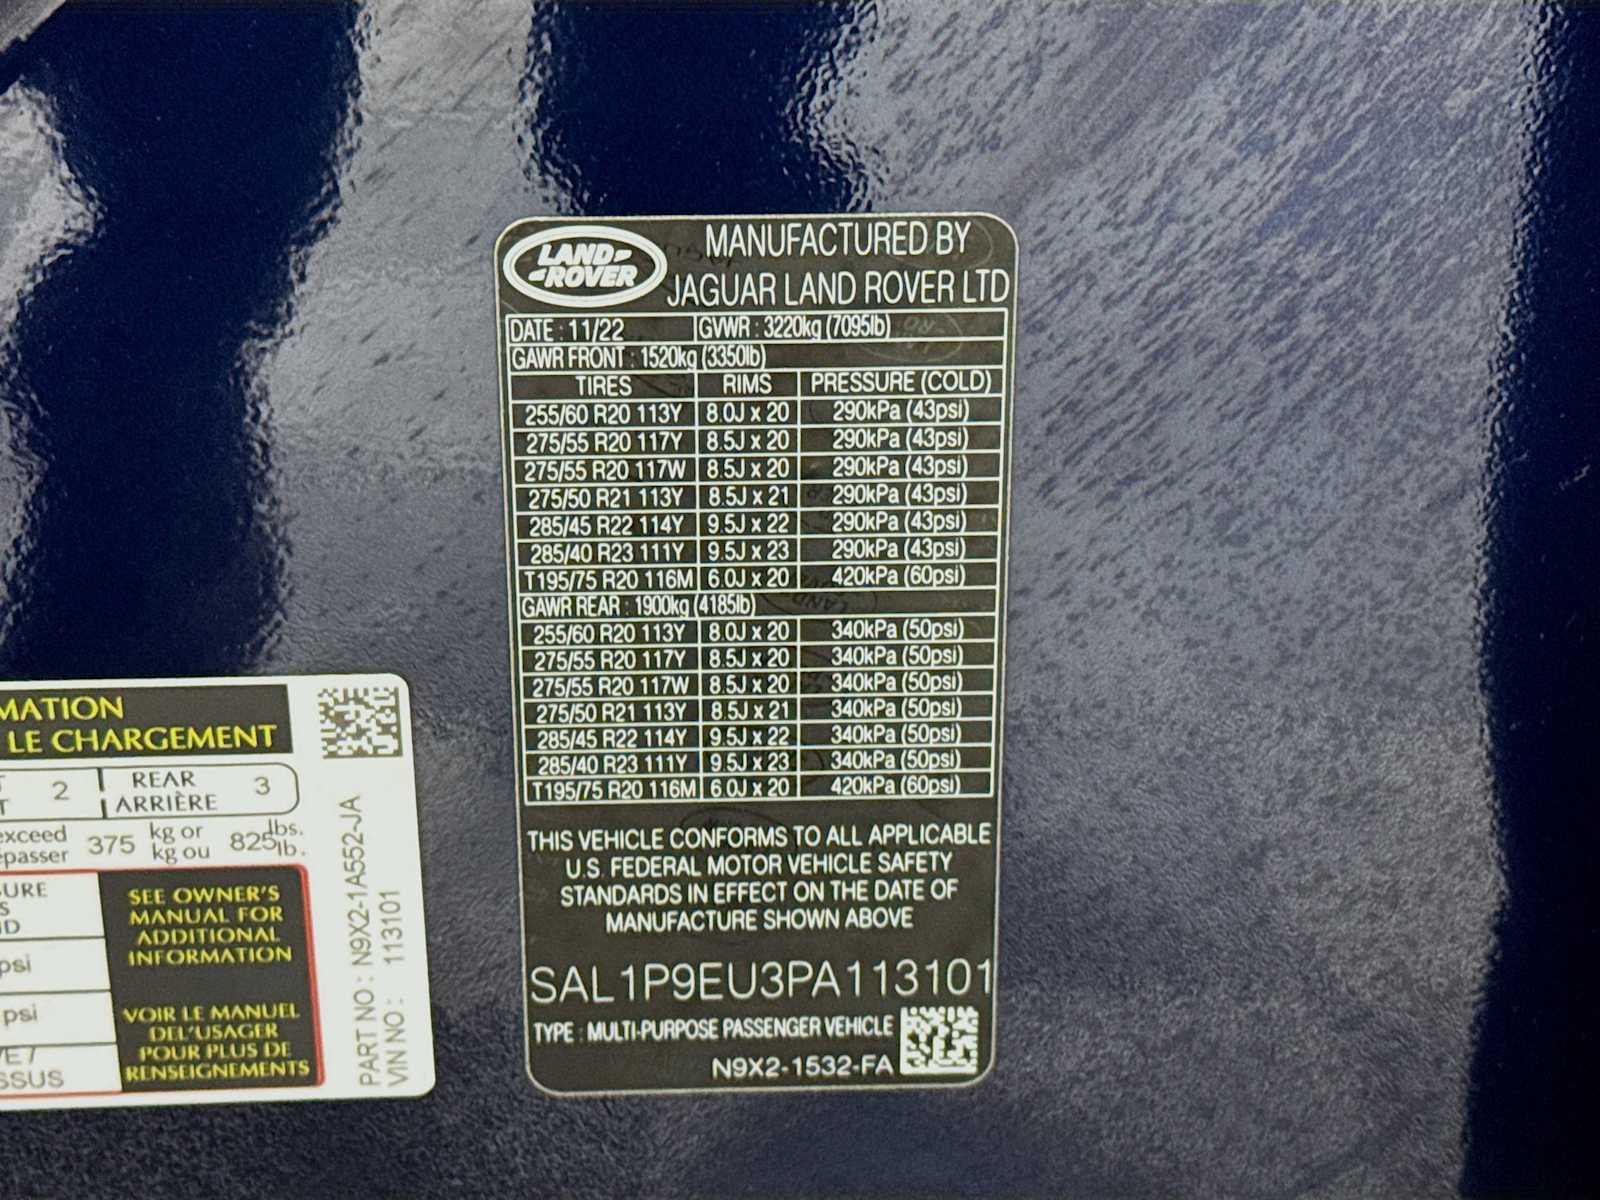 LAND ROVER
MANUFACTURED BY
JAGUAR LAND ROVER LTD
DATE : 11/22 GVWR : 3220kg (7095lb)
GAWR FRONT : 1520kg (3350lb)
TIRES RIMS PRESSURE (COLD)
255/60 R20 113Y 8.0J x 20 290kPa (43psi)
275/55 R20 117Y 8.5J x 20 290kPa (43psi)
275/55 R20 117W 8.5J x 20 290kPa (43psi)
275/50 R21 113Y 8.5J x 21 290kPa (43psi)
285/45 R22 114Y 9.5J x 22 290kPa (43psi)
285/40 R23 111Y 9.5J x 23 290kPa (43psi)
T195/75 R20 116M 6.0J x 20 420kPa (60psi)
GAWR REAR : 1900kg (4185lb)
255/60 R20 113Y 8.0J x 20 340kPa (50psi)
275/55 R20 117Y 8.5J x 20 340kPa (50psi)
275/55 R20 117W 8.5J x 20 340kPa (50psi)
275/50 R21 113Y 8.5J x 21 340kPa (50psi)
285/45 R22 114Y 9.5J x 22 340kPa (50psi)
285/40 R23 111Y 9.5J x 23 340kPa (50psi)
T195/75 R20 116M 6.0J x 20 420kPa (60psi)
THIS VEHICLE CONFORMS TO ALL APPLICABLE
U.S. FEDERAL MOTOR VEHICLE SAFETY
STANDARDS IN EFFECT ON THE DATE OF
MANUFACTURE SHOWN ABOVE
SAL1P9EU3PA113101
TYPE : MULTI-PURPOSE PASSENGER VEHICLE
N9X2-1532-FA
MATION
LE CHARGEMENT
T 2 REAR 3
T ARRIÈRE
exceed 375 kg or 825 lbs.
épasser kg ou lb.
URE
S
D
psi
psi
VE /
SSUS
SEE OWNER'S
MANUAL FOR
ADDITIONAL
INFORMATION
VOIR LE MANUEL
DEL'USAGER
POUR PLUS DE
RENSEIGNEMENTS
PART NO : N9X2-1A552-JA
VIN NO : 113101